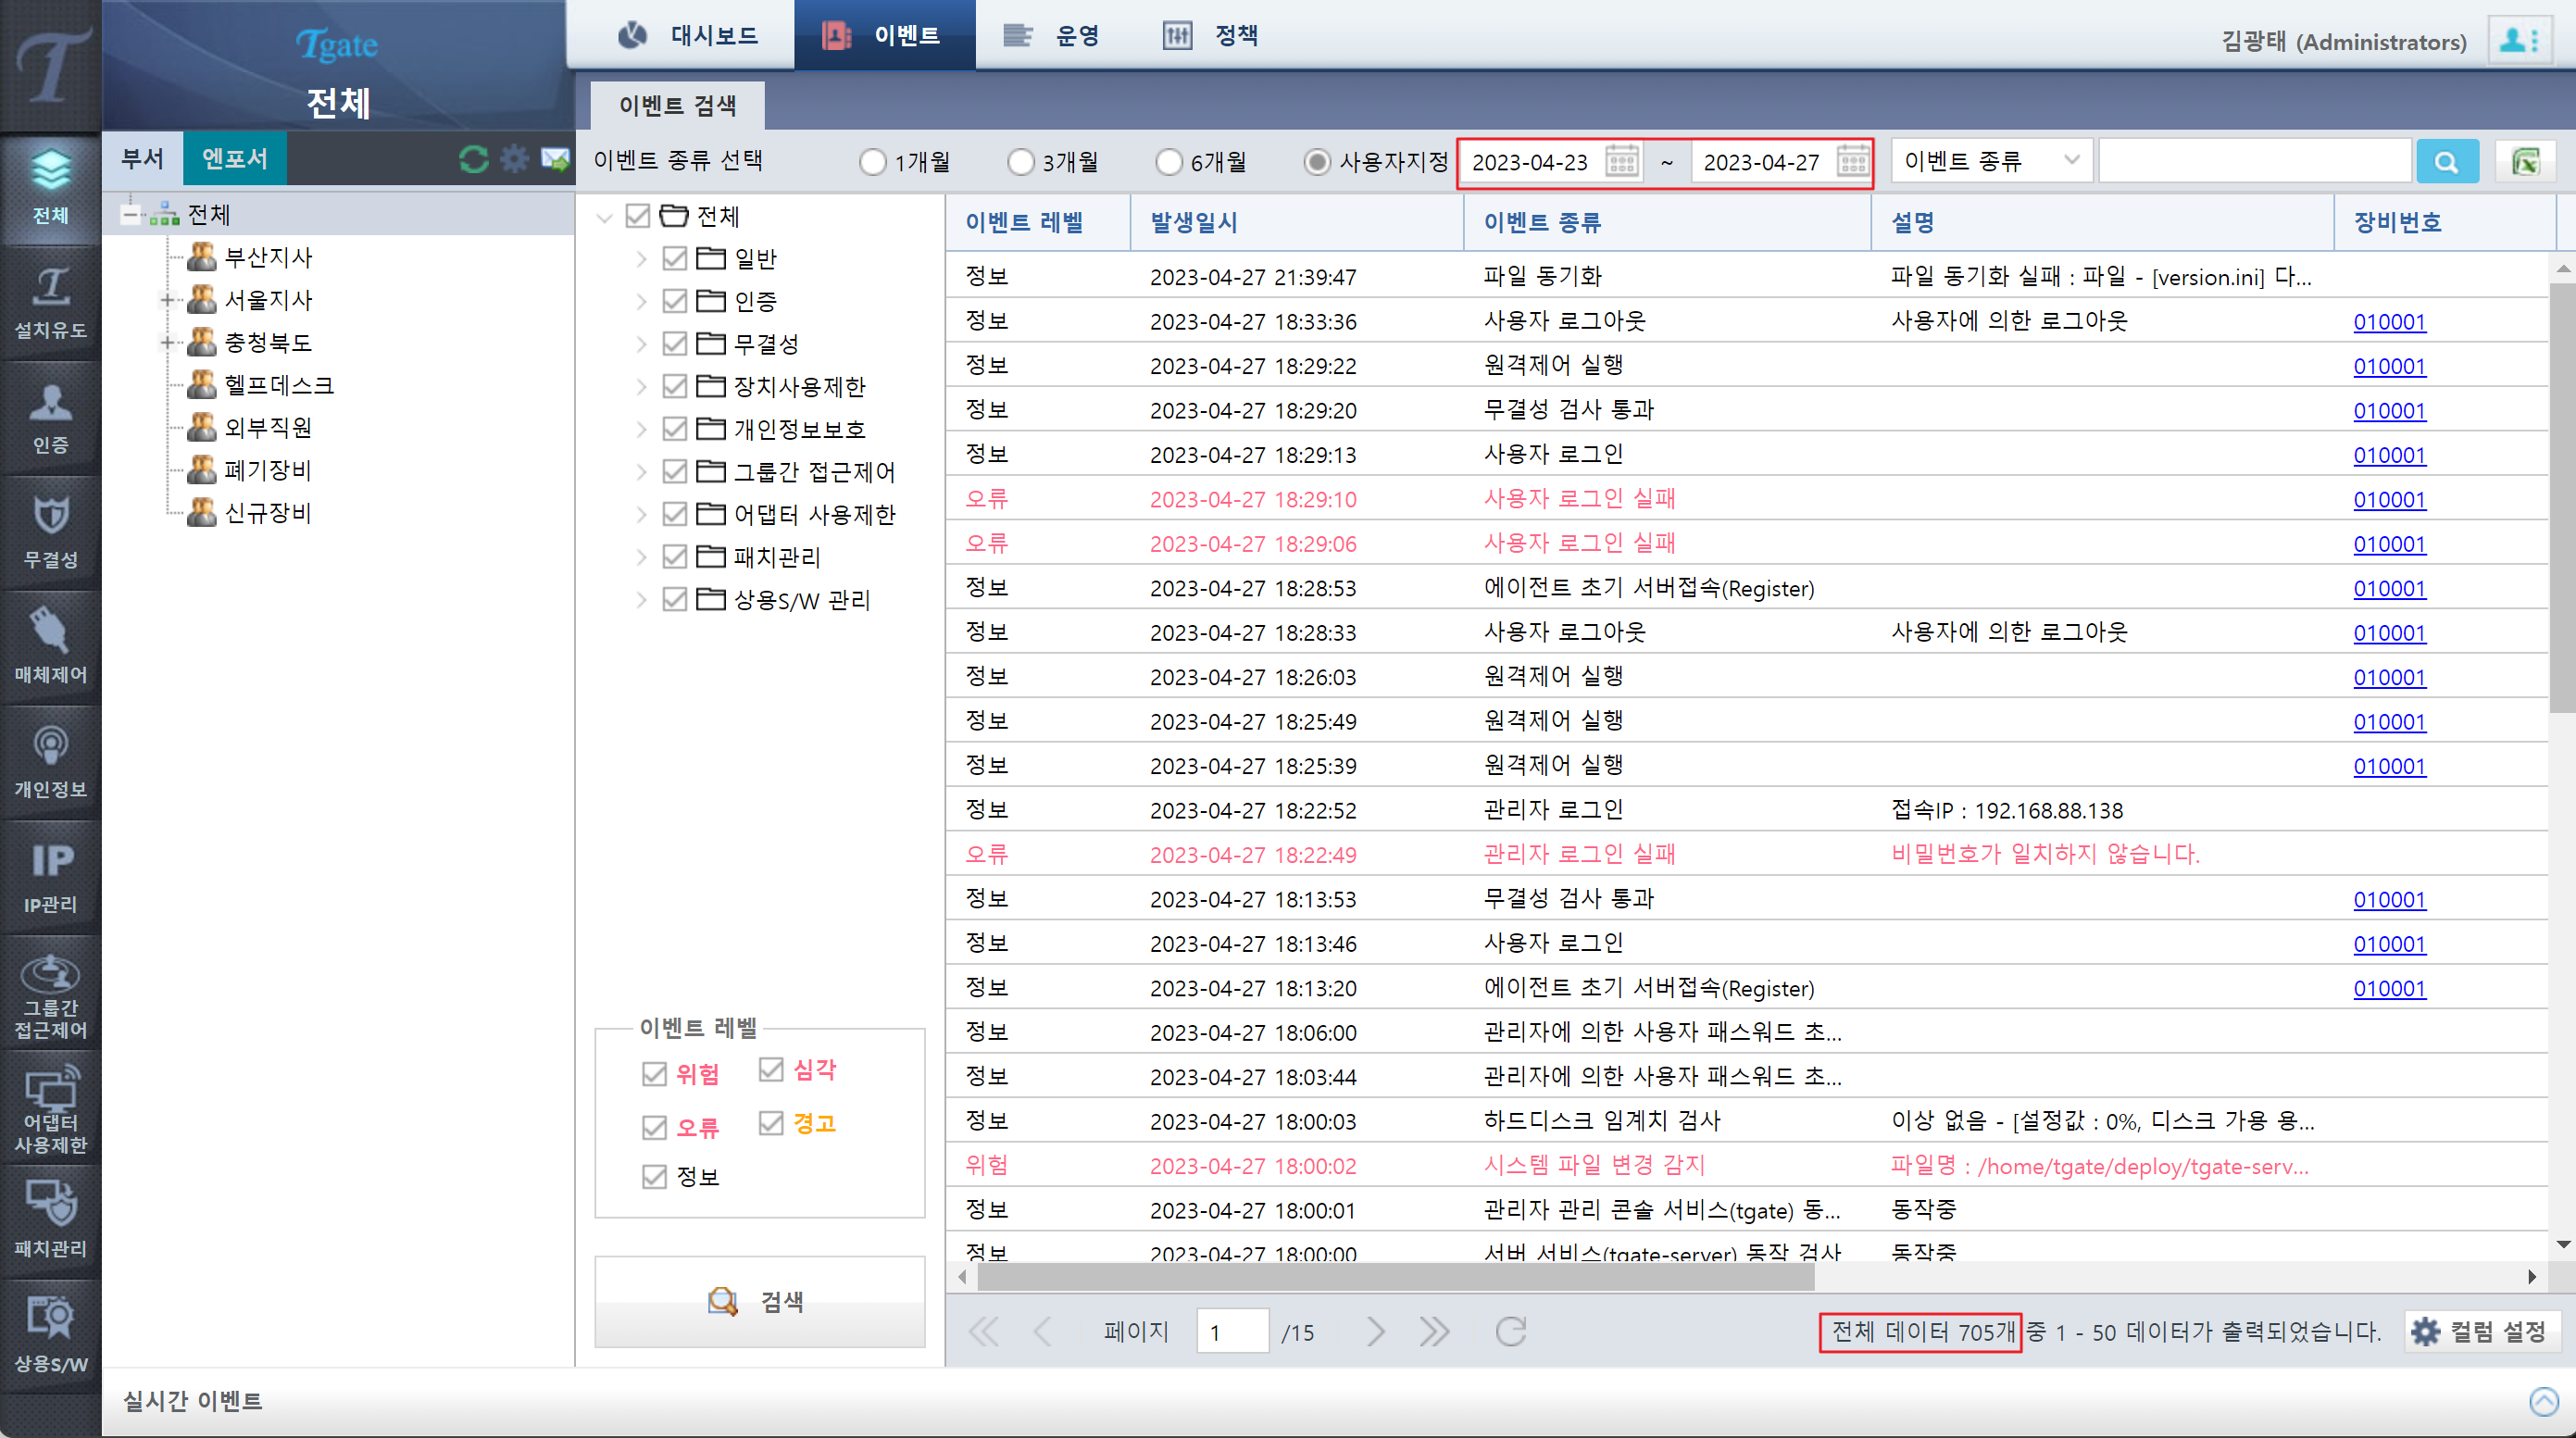 Tgate
전체
대시보드 이벤트 운영 정책
김광태 (Administrators)
이벤트 검색
부서 엔포서
이벤트 종류 선택 1개월 3개월 6개월 사용자지정 2023-04-23 ~ 2023-04-27 이벤트 종류
전체
설치유도
인증
무결성
매체제어
개인정보
IP
IP관리
그룹간
접근제어
어댑터
사용제한
패치관리
상용S/W
전체
부산지사
서울지사
충청북도
헬프데스크
외부직원
폐기장비
신규장비
전체
일반
인증
무결성
장치사용제한
개인정보보호
그룹간 접근제어
어댑터 사용제한
패치관리
상용S/W 관리
이벤트 레벨
위험 심각
오류 경고
정보
검색
이벤트 레벨 발생일시 이벤트 종류 설명 장비번호
정보 2023-04-27 21:39:47 파일 동기화 파일 동기화 실패 : 파일 - [version.ini] 다...
정보 2023-04-27 18:33:36 사용자 로그아웃 사용자에 의한 로그아웃 010001
정보 2023-04-27 18:29:22 원격제어 실행 010001
정보 2023-04-27 18:29:20 무결성 검사 통과 010001
정보 2023-04-27 18:29:13 사용자 로그인 010001
오류 2023-04-27 18:29:10 사용자 로그인 실패 010001
오류 2023-04-27 18:29:06 사용자 로그인 실패 010001
정보 2023-04-27 18:28:53 에이전트 초기 서버접속(Register) 010001
정보 2023-04-27 18:28:33 사용자 로그아웃 사용자에 의한 로그아웃 010001
정보 2023-04-27 18:26:03 원격제어 실행 010001
정보 2023-04-27 18:25:49 원격제어 실행 010001
정보 2023-04-27 18:25:39 원격제어 실행 010001
정보 2023-04-27 18:22:52 관리자 로그인 접속IP : 192.168.88.138
오류 2023-04-27 18:22:49 관리자 로그인 실패 비밀번호가 일치하지 않습니다.
정보 2023-04-27 18:13:53 무결성 검사 통과 010001
정보 2023-04-27 18:13:46 사용자 로그인 010001
정보 2023-04-27 18:13:20 에이전트 초기 서버접속(Register) 010001
정보 2023-04-27 18:06:00 관리자에 의한 사용자 패스워드 초...
정보 2023-04-27 18:03:44 관리자에 의한 사용자 패스워드 초...
정보 2023-04-27 18:00:03 하드디스크 임계치 검사 이상 없음 - [설정값 : 0%, 디스크 가용 용...
위험 2023-04-27 18:00:02 시스템 파일 변경 감지 파일명 : /home/tgate/deploy/tgate-serv...
정보 2023-04-27 18:00:01 관리자 관리 콘솔 서비스(tgate) 동... 동작중
정보 2023-04-27 18:00:00 서버 서비스(tgate-server) 동작 검사 동작중
페이지 1 /15 전체 데이터 705개 중 1 - 50 데이터가 출력되었습니다. 컬럼 설정
실시간 이벤트